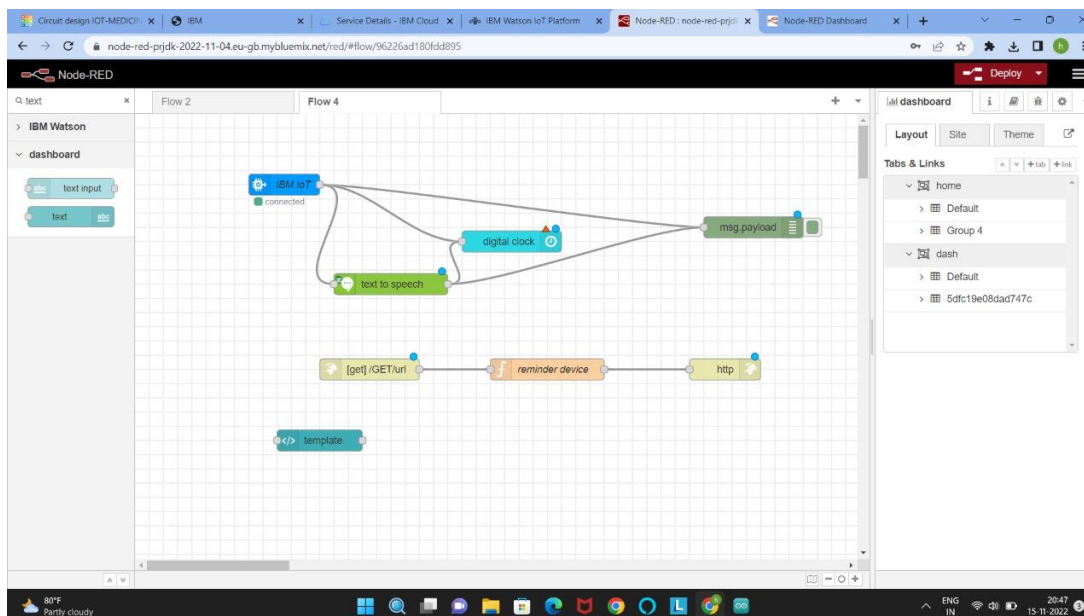 Circuit design IOT-MEDICIN
IBM
Service Details - IBM Cloud
IBM Watson IoT Platform
Node-RED : node-red-prjdk
Node-RED Dashboard
node-red-prjdk-2022-11-04.eu-gb.mybluemix.net/red/#flow/96226ad180fdd895
h
Node-RED
Deploy
text
Flow 2
Flow 4
dashboard
i
IBM Watson
dashboard
text input
text
abc
IBM IoT
connected
digital clock
msg.payload
text to speech
[get] /GET/url
f
reminder device
http
</> template
Layout
Site
Theme
Tabs & Links
+tab
+link
home
Default
Group 4
dash
Default
5dfc19e08dad747c
80°F
Partly cloudy
L
ENG
IN
20:47
15-11-2022